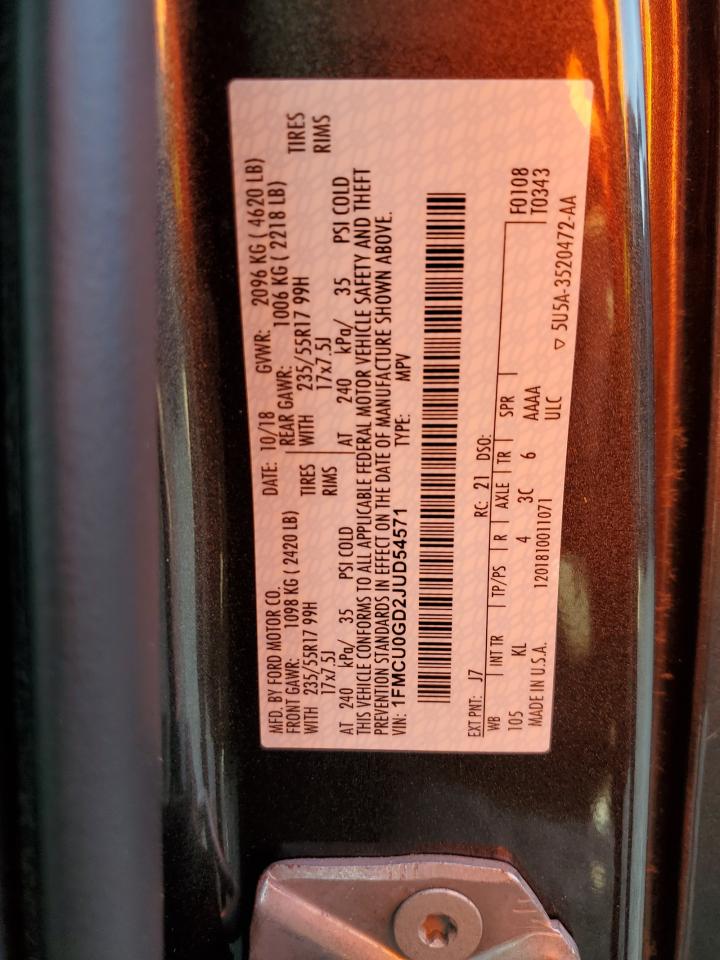 MFD. BY FORD MOTOR CO. DATE: 10/18 GVWR: 2096 KG ( 4620 LB)
FRONT GAWR: 1098 KG ( 2420 LB) REAR GAWR: 1006 KG ( 2218 LB)
WITH 235/55R17 99H TIRES WITH 235/55R17 99H TIRES
17x7.5J RIMS 17x7.5J RIMS
AT 240 kPa/ 35 PSI COLD AT 240 kPa/ 35 PSI COLD
THIS VEHICLE CONFORMS TO ALL APPLICABLE FEDERAL MOTOR VEHICLE SAFETY AND THEFT
PREVENTION STANDARDS IN EFFECT ON THE DATE OF MANUFACTURE SHOWN ABOVE.
VIN: 1FMCU0GD2JUD54571 TYPE: MPV
EXT PNT: J7 RC: 21 DSO:
WB INT TR TP/PS R AXLE TR SPR F0108
105 KL 4 3C 6 AAAA T0343
MADE IN U.S.A. 1201810011071 ULC ▽ 5U5A-3520472-AA